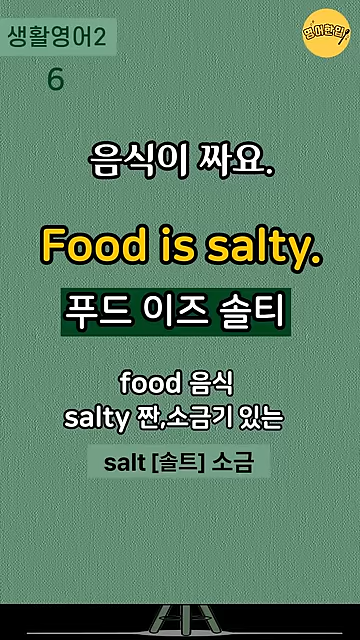 생활영어2
영어한입
6
음식이 짜요.
Food is salty.
푸드 이즈 솔티
food 음식
salty 짠,소금기 있는
salt [솔트] 소금